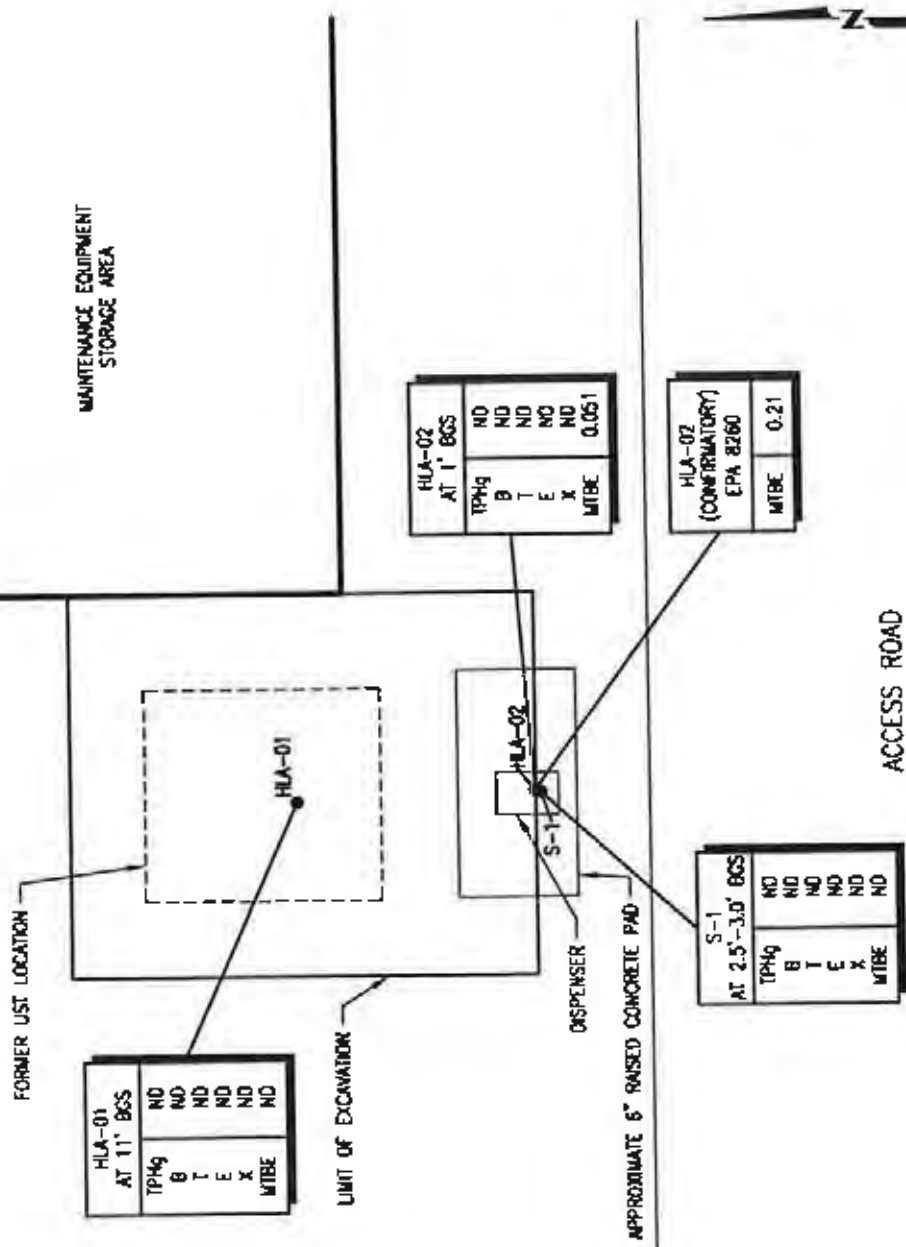 MAINTENANCE EQUIPMENT
STORAGE AREA
FORMER UST LOCATION
HLA-01
AT 11' BGS
TPHg ND
B ND
T ND
E ND
X ND
MTBE ND
HLA-01
LIMIT OF EXCAVATION
HLA-02
AT 1' BGS
TPHg ND
B ND
T ND
E ND
X ND
MTBE 0.051
HLA-02
S-1
DISPENSER
APPROXIMATE 6" RAISED CONCRETE PAD
HLA-02
(CONFIRMATORY)
EPA 8260
MTBE 0.21
S-1
AT 2.5'-3.0' BGS
TPHg ND
B ND
T ND
E ND
X ND
MTBE ND
ACCESS ROAD
Z